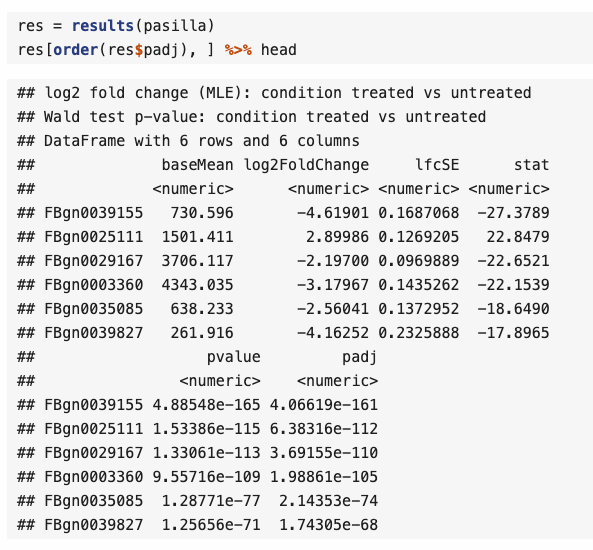 res = results(pasilla)
res[order(res$padj), ] %>% head
## log2 fold change (MLE): condition treated vs untreated
## Wald test p-value: condition treated vs untreated
## DataFrame with 6 rows and 6 columns
##              baseMean log2FoldChange     lfcSE      stat
##             <numeric>      <numeric> <numeric> <numeric>
## FBgn0039155   730.596       -4.61901 0.1687068  -27.3789
## FBgn0025111  1501.411        2.89986 0.1269205   22.8479
## FBgn0029167  3706.117       -2.19700 0.0969889  -22.6521
## FBgn0003360  4343.035       -3.17967 0.1435262  -22.1539
## FBgn0035085   638.233       -2.56041 0.1372952  -18.6490
## FBgn0039827   261.916       -4.16252 0.2325888  -17.8965
##                  pvalue         padj
##               <numeric>    <numeric>
## FBgn0039155 4.88548e-165 4.06619e-161
## FBgn0025111 1.53386e-115 6.38316e-112
## FBgn0029167 1.33061e-113 3.69155e-110
## FBgn0003360 9.55716e-109 1.98861e-105
## FBgn0035085  1.28771e-77  2.14353e-74
## FBgn0039827  1.25656e-71  1.74305e-68